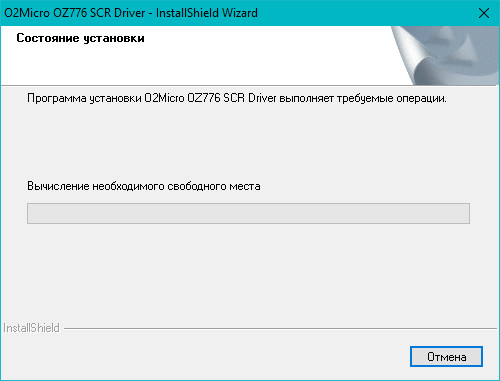 O2Micro OZ776 SCR Driver - InstallShield Wizard
Состояние установки
Программа установки O2Micro OZ776 SCR Driver выполняет требуемые операции.
Вычисление необходимого свободного места
InstallShield
Отмена